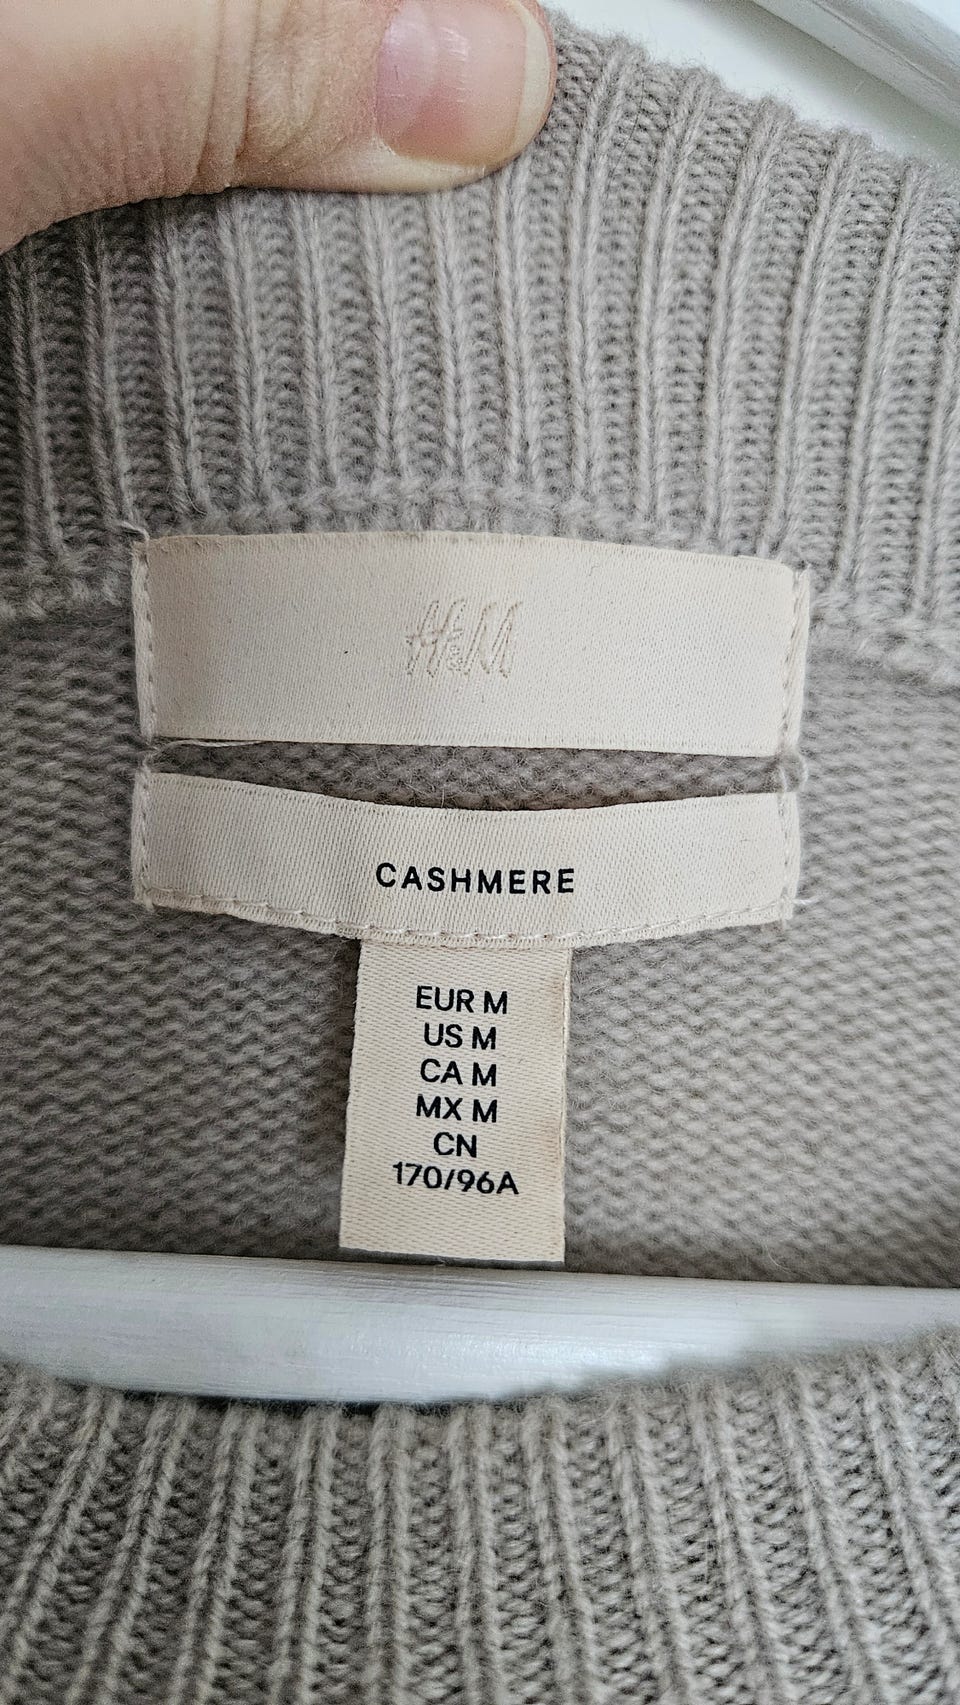 H&M
CASHMERE
EUR M
US M
CA M
MX M
CN
170/96A